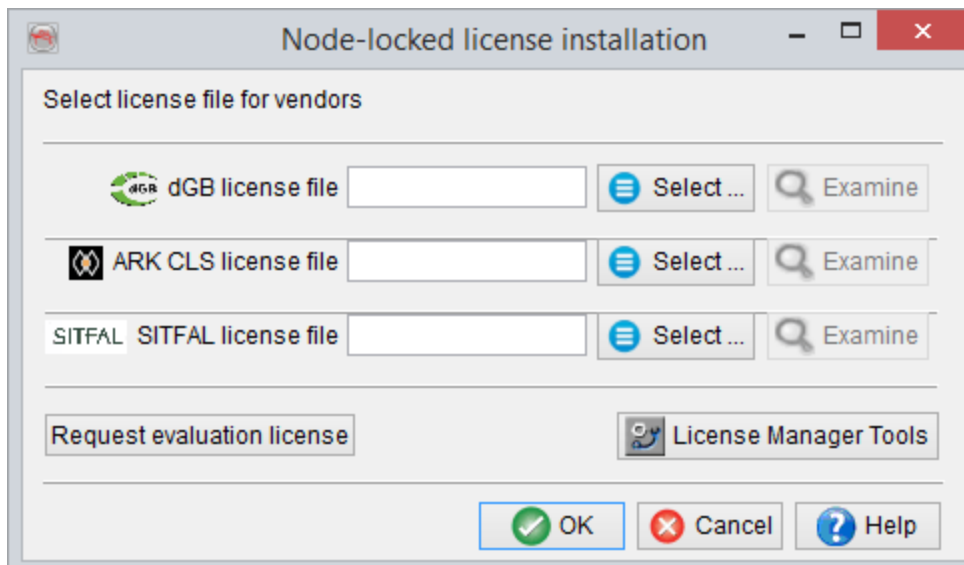 Node-locked license installation
Select license file for vendors
dGB dGB license file Select ... Examine
ARK CLS license file Select ... Examine
SITFAL SITFAL license file Select ... Examine
Request evaluation license License Manager Tools
OK Cancel ? Help